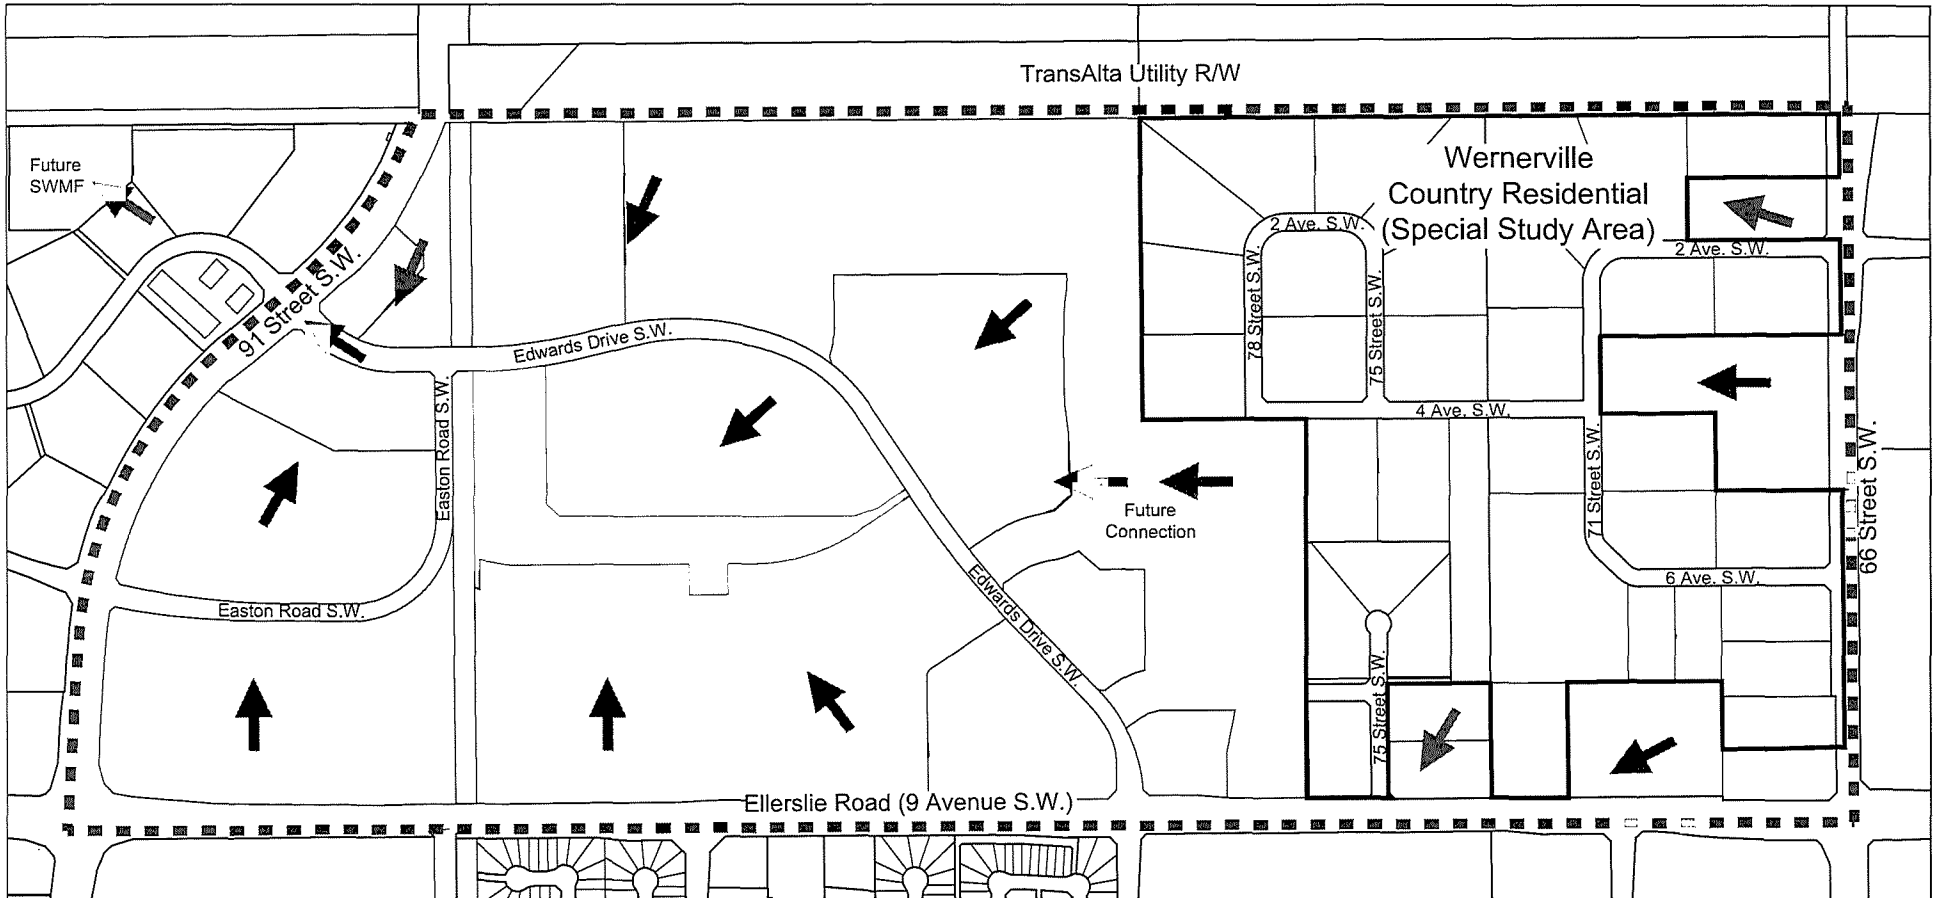 TransAlta Utility R/W
Future
SWMF
Wernerville
Country Residential
(Special Study Area)
2 Ave. S.W.
2 Ave. S.W.
78 Street S.W.
75 Street S.W.
91 Street S.W.
Edwards Drive S.W.
Easton Road S.W.
4 Ave. S.W.
71 Street S.W.
66 Street S.W.
Future
Connection
6 Ave. S.W.
Easton Road S.W.
Edwards Drive S.W.
75 Street S.W.
Ellerslie Road (9 Avenue S.W.)